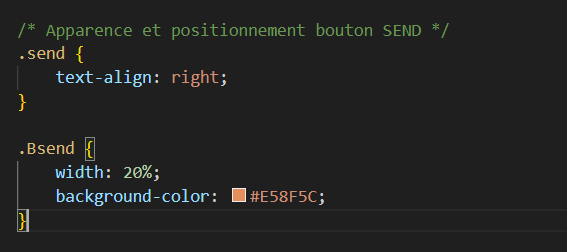 /* Apparence et positionnement bouton SEND */
.send {
    text-align: right;
}

.Bsend {
    width: 20%;
    background-color: #E58F5C;
}